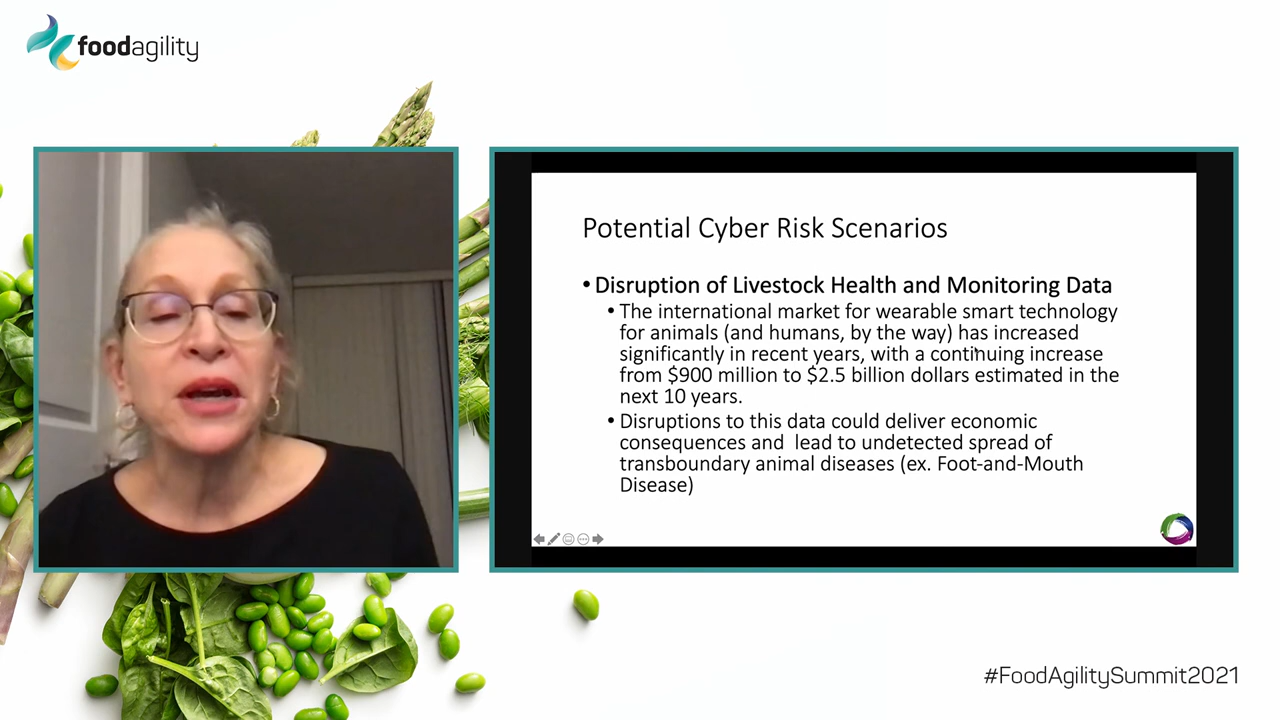 foodagility
Potential Cyber Risk Scenarios
• Disruption of Livestock Health and Monitoring Data
• The international market for wearable smart technology
for animals (and humans, by the way) has increased
significantly in recent years, with a continuing increase
from $900 million to $2.5 billion dollars estimated in the
next 10 years.
• Disruptions to this data could deliver economic
consequences and  lead to undetected spread of
transboundary animal diseases (ex. Foot-and-Mouth
Disease)
#FoodAgilitySummit2021